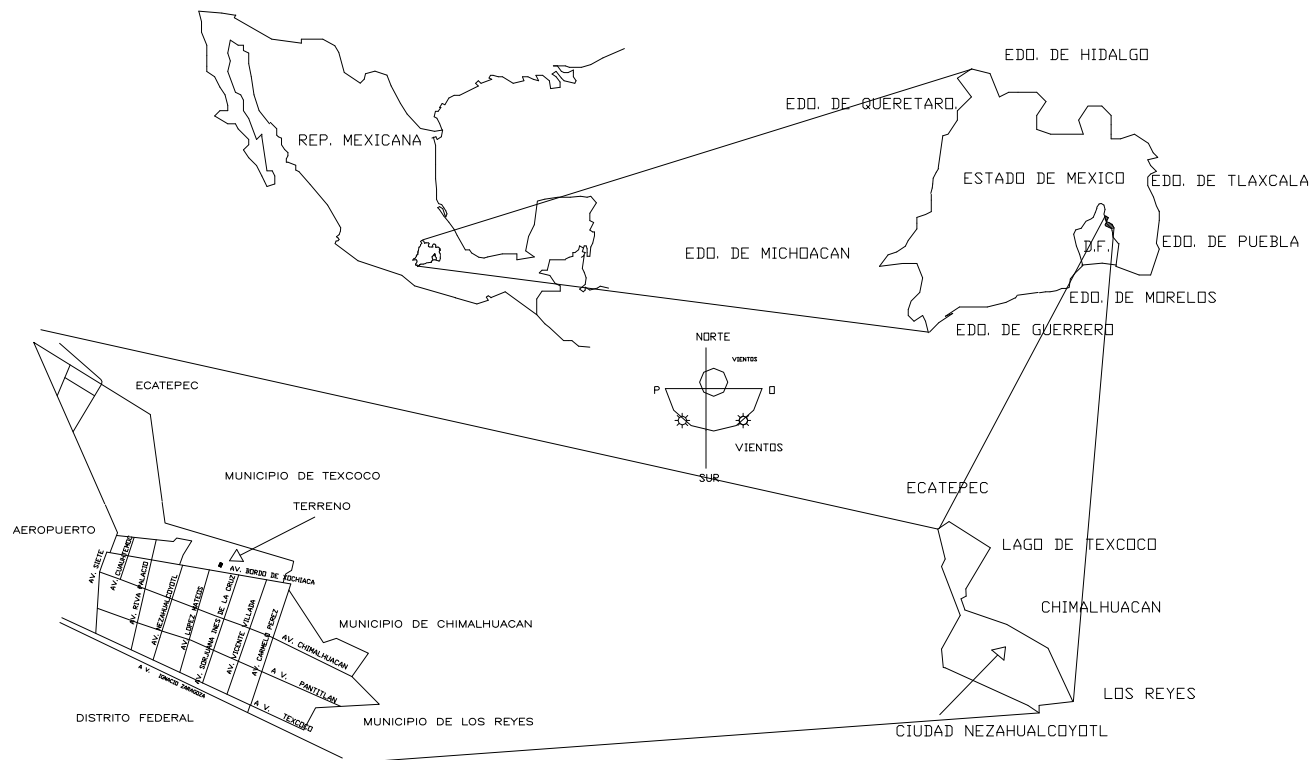 EDO. DE HIDALGO
EDO. DE QUERETARO.
REP. MEXICANA
ESTADO DE MEXICO
EDO. DE TLAXCALA
D.F.
EDO. DE PUEBLA
EDO. DE MICHOACAN
EDO. DE MORELOS
EDO. DE GUERRERO
NORTE
VIENTOS
P
O
VIENTOS
SUR
ECATEPEC
MUNICIPIO DE TEXCOCO
TERRENO
AEROPUERTO
AV. SIETE
AV. CUAUHTEMOC
AV. RIVA PALACIO
AV. NEZAHUALCOYOTL
AV. LOPEZ MATEOS
AV. SORJUANA INES DE LA CRUZ
AV. VICENTE VILLADA
AV. CARMELO PEREZ
AV. BORDO DE XOCHIACA
MUNICIPIO DE CHIMALHUACAN
AV. CHIMALHUACAN
A V. PANTITLAN
A V. TEXCOCO
A V. IGNACIO ZARAGOZA
DISTRITO FEDERAL
MUNICIPIO DE LOS REYES
ECATEPEC
LAGO DE TEXCOCO
CHIMALHUACAN
LOS REYES
CIUDAD NEZAHUALCOYOTL